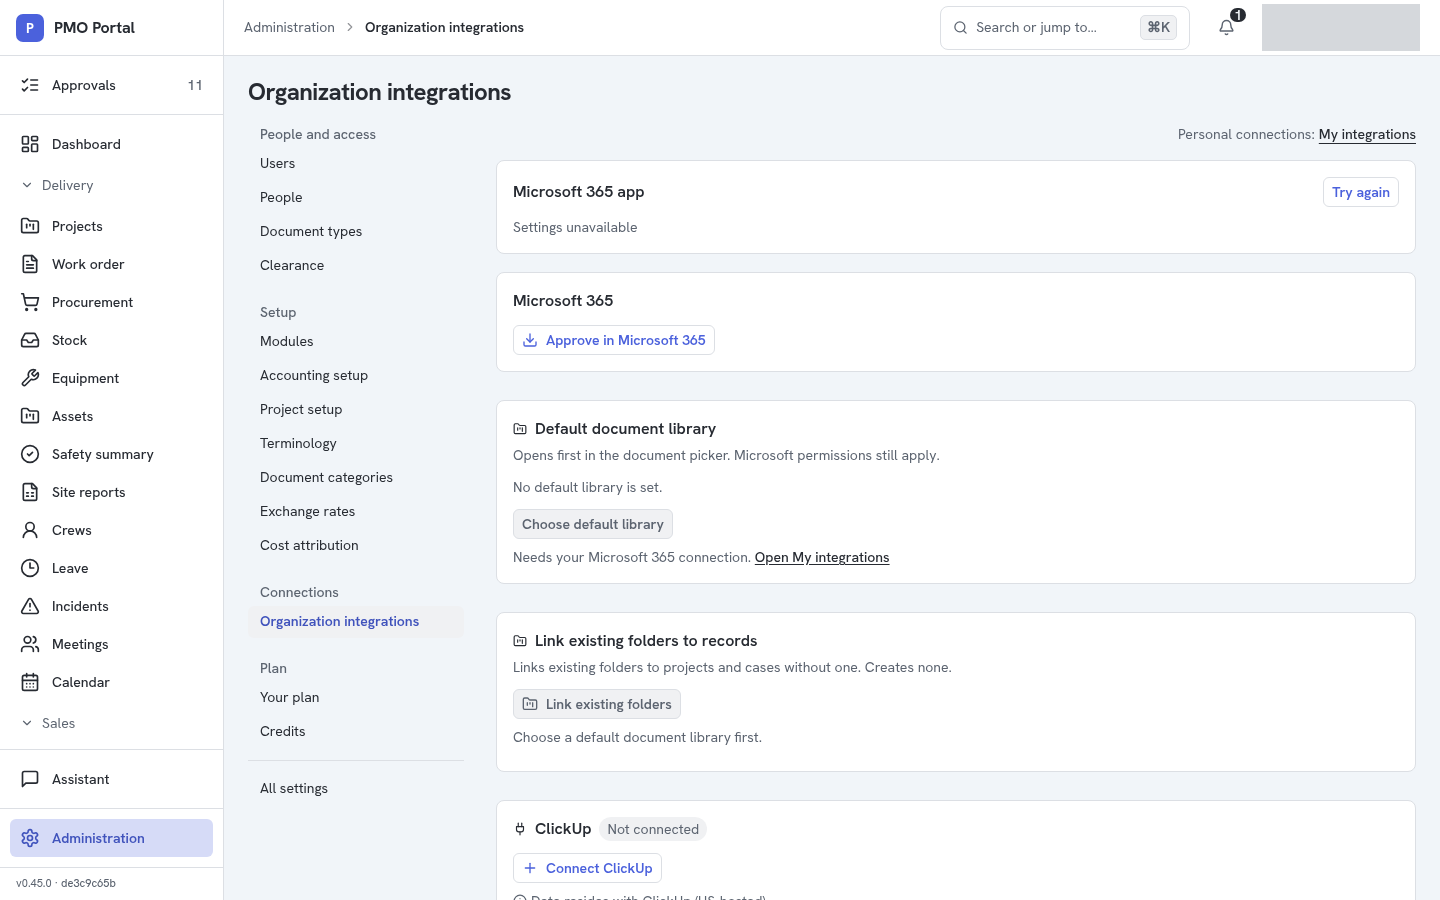 P PMO Portal
Administration > Organization integrations
Search or jump to... ⌘K
1
Approvals 11
Dashboard
Delivery
Projects
Work order
Procurement
Stock
Equipment
Assets
Safety summary
Site reports
Crews
Leave
Incidents
Meetings
Calendar
Sales
Assistant
Administration
v0.45.0 · de3c9c65b
Organization integrations
People and access
Users
People
Document types
Clearance
Setup
Modules
Accounting setup
Project setup
Terminology
Document categories
Exchange rates
Cost attribution
Connections
Organization integrations
Plan
Your plan
Credits
All settings
Personal connections: My integrations
Microsoft 365 app
Try again
Settings unavailable
Microsoft 365
Approve in Microsoft 365
Default document library
Opens first in the document picker. Microsoft permissions still apply.
No default library is set.
Choose default library
Needs your Microsoft 365 connection. Open My integrations
Link existing folders to records
Links existing folders to projects and cases without one. Creates none.
Link existing folders
Choose a default document library first.
ClickUp Not connected
Connect ClickUp
Data resides with ClickUp (US-hosted)